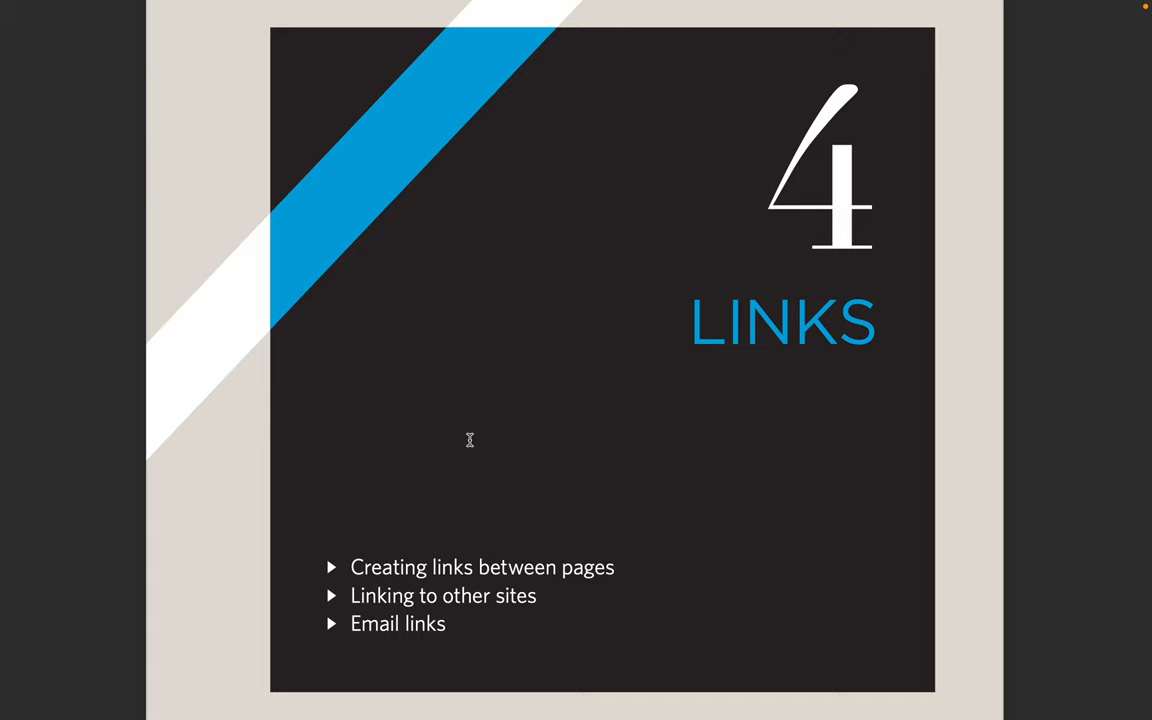 4
LINKS
Creating links between pages
Linking to other sites
Email links